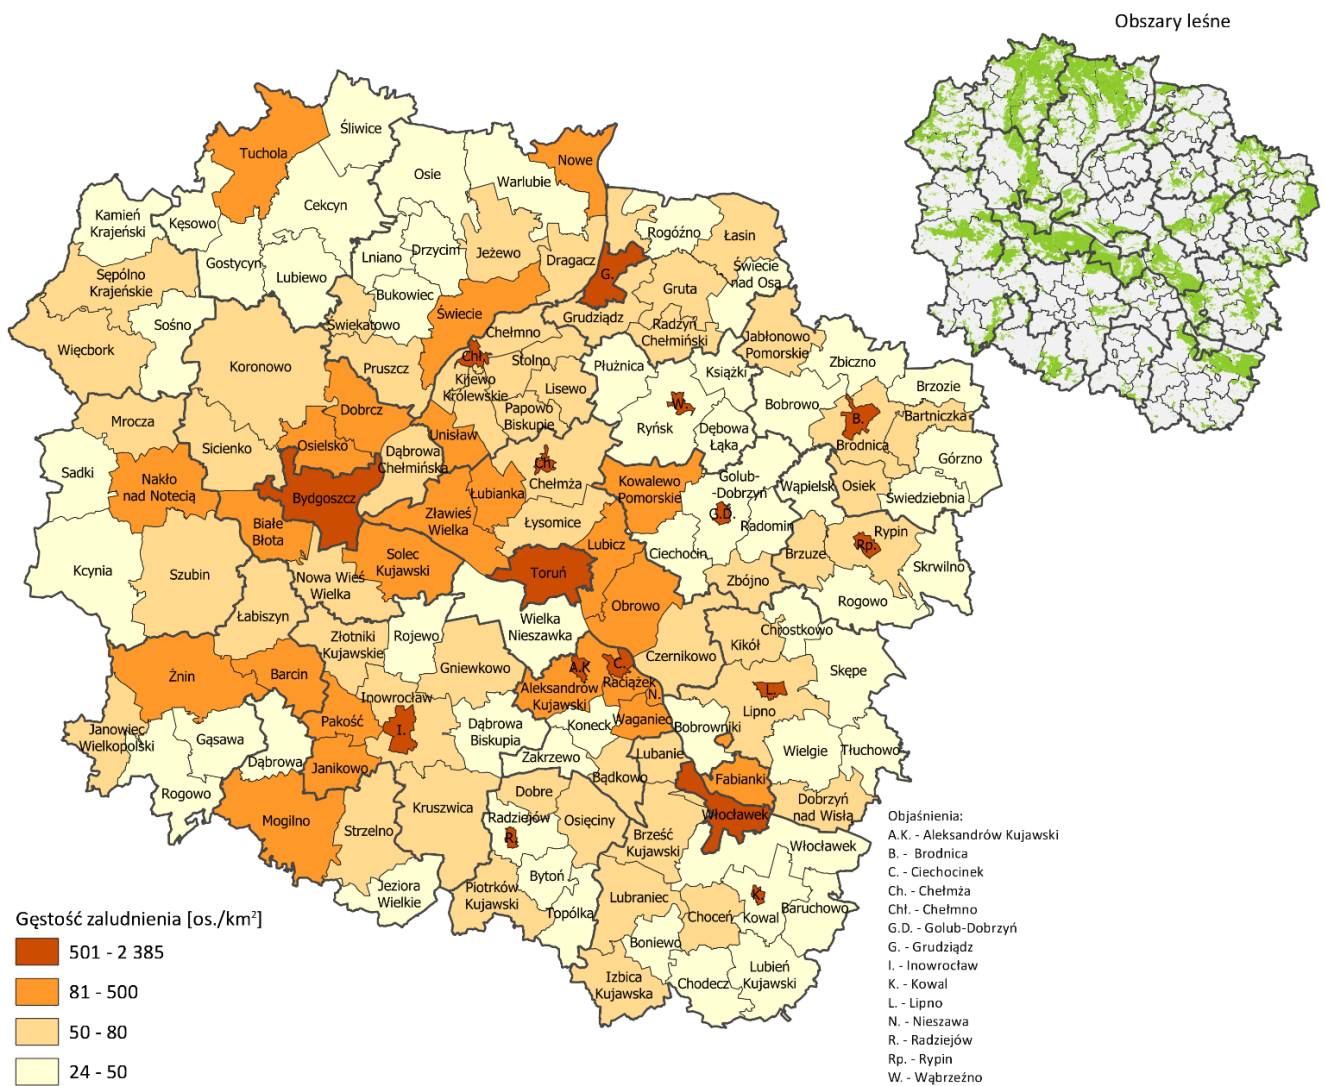 Obszary leśne
Śliwice
Tuchola
Nowe
Osie
Warlubie
Cekcyn
Kamień
Krajeński
Kęsowo
Rogóźno
Łasin
Drzycim
Jeżewo
Lniano
Dragacz
Gostycyn
Lubiewo
Sępólno
Krajeńskie
G.
Świecie
nad Osą
Gruta
Bukowiec
Świecie
Sośno
Świekatowo
Grudziądz
Radzyń
Chełmiński
Chełmno
Jabłonowo
Pomorskie
Więcbork
Chł.
Stolno
Koronowo
Pruszcz
Płużnica
Zbiczno
Książki
Kijewo
Królewskie
Lisewo
Brzozie
Dobrcz
Papowo
Biskupie
W.
Bobrowo
B.
Bartniczka
Mrocza
Ryńsk
Dębowa
Łąka
Unisław
Osielsko
Sicienko
Brodnica
Dąbrowa
Chełmińska
Górzno
Ch.
Sadki
Nakło
nad Notecią
Chełmża
Kowalewo
Pomorskie
Golub-
-Dobrzyń
Wąpielsk
Osiek
Bydgoszcz
Łubianka
Świedziebnia
Zławieś
Wielka
G.D.
Białe
Błota
Łysomice
Radomin
Rypin
Lubicz
Rp.
Ciechocin
Brzuze
Solec
Kujawski
Kcynia
Szubin
Nowa Wieś
Wielka
Toruń
Skrwilno
Zbójno
Obrowo
Rogowo
Łabiszyn
Wielka
Nieszawka
Złotniki
Kujawskie
Rojewo
Chrostkowo
Kikół
Gniewkowo
Czernikowo
C.
A.K
Żnin
Barcin
Skępe
Raciążek
Aleksandrów
Kujawski
N.
L.
Inowrocław
Lipno
Pakość
Waganiec
Dąbrowa
Biskupia
Koneck
Bobrowniki
I.
Janowiec
Wielkopolski
Gąsawa
Wielgie
Tłuchowo
Zakrzewo
Lubanie
Dąbrowa
Janikowo
Bądkowo
Fabianki
Rogowo
Dobre
Dobrzyń
nad Wisłą
Kruszwica
Włocławek
Radziejów
Osięciny
Mogilno
Strzelno
R.
Brześć
Kujawski
Włocławek
Bytoń
Jeziora
Wielkie
Piotrków
Kujawski
Lubraniec
K.
Kowal
Baruchowo
Topólka
Choceń
Boniewo
Lubień
Kujawski
Izbica
Kujawska
Chodecz
Gęstość zaludnienia [os./km²]
501 - 2 385
81 - 500
50 - 80
24 - 50
Objaśnienia:
A.K. - Aleksandrów Kujawski
B. - Brodnica
C. - Ciechocinek
Ch. - Chełmża
Chł. - Chełmno
G.D. - Golub-Dobrzyń
G. - Grudziądz
I. - Inowrocław
K. - Kowal
L. - Lipno
N. - Nieszawa
R. - Radziejów
Rp. - Rypin
W. - Wąbrzeźno